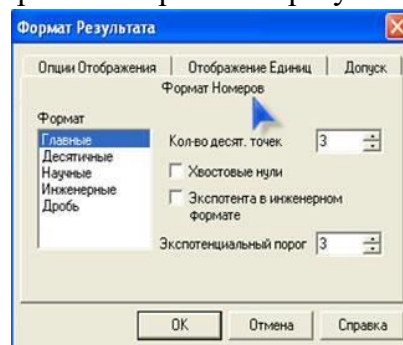 Формат Результата
Опции Отображения Отображение Единиц Допуск
Формат Номеров
Формат
Главные
Десятичные
Научные
Инженерные
Дробь
Кол-во десят. точек 3
Хвостовые нули
Экспотента в инженерном
формате
Экспотенциальный порог 3
OK Отмена Справка